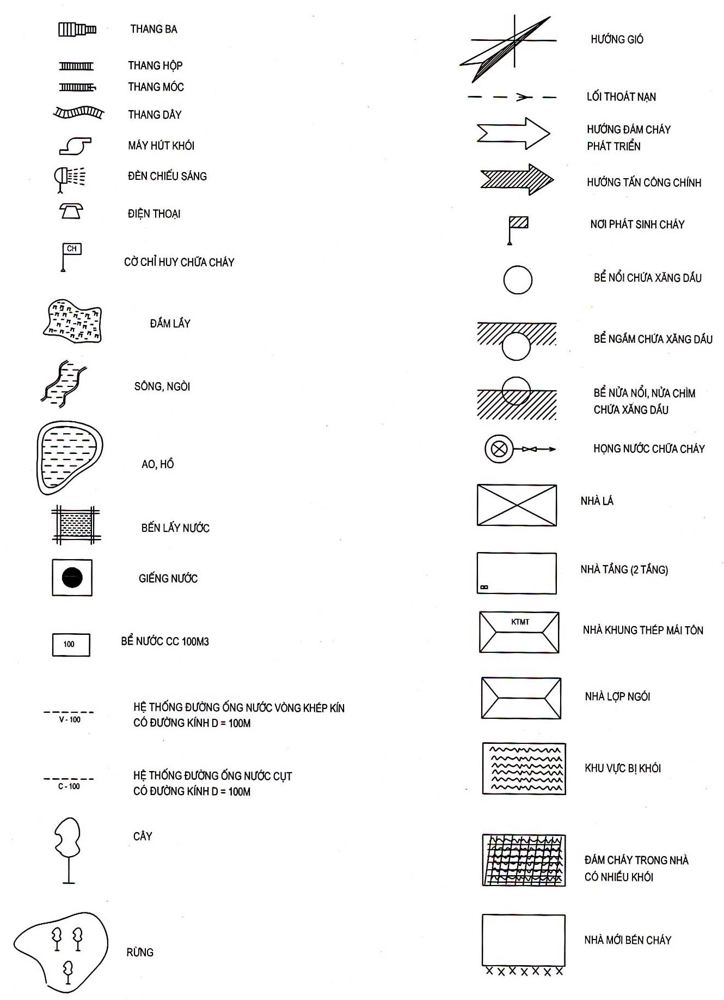 THANG BA
THANG HỘP
THANG MÓC
THANG DÂY
MÁY HÚT KHÓI
ĐÈN CHIẾU SÁNG
ĐIỆN THOẠI
CH
CỜ CHỈ HUY CHỮA CHÁY
ĐẦM LẦY
SÔNG, NGÒI
AO, HỒ
BẾN LẤY NƯỚC
GIẾNG NƯỚC
100
BỂ NƯỚC CC 100M3
V - 100
HỆ THỐNG ĐƯỜNG ỐNG NƯỚC VÒNG KHÉP KÍN
CÓ ĐƯỜNG KÍNH D = 100M
C - 100
HỆ THỐNG ĐƯỜNG ỐNG NƯỚC CỤT
CÓ ĐƯỜNG KÍNH D = 100M
CÂY
RỪNG
HƯỚNG GIÓ
LỐI THOÁT NẠN
HƯỚNG ĐÁM CHÁY
PHÁT TRIỂN
HƯỚNG TẤN CÔNG CHÍNH
NƠI PHÁT SINH CHÁY
BỂ NỔI CHỨA XĂNG DẦU
BỂ NGẦM CHỨA XĂNG DẦU
BỂ NỬA NỔI, NỬA CHÌM
CHỨA XĂNG DẦU
HỌNG NƯỚC CHỮA CHÁY
NHÀ LÁ
NHÀ TẦNG (2 TẦNG)
KTMT
NHÀ KHUNG THÉP MÁI TÔN
NHÀ LỢP NGÓI
KHU VỰC BỊ KHÓI
ĐÁM CHÁY TRONG NHÀ
CÓ NHIỀU KHÓI
NHÀ MỚI BÉN CHÁY